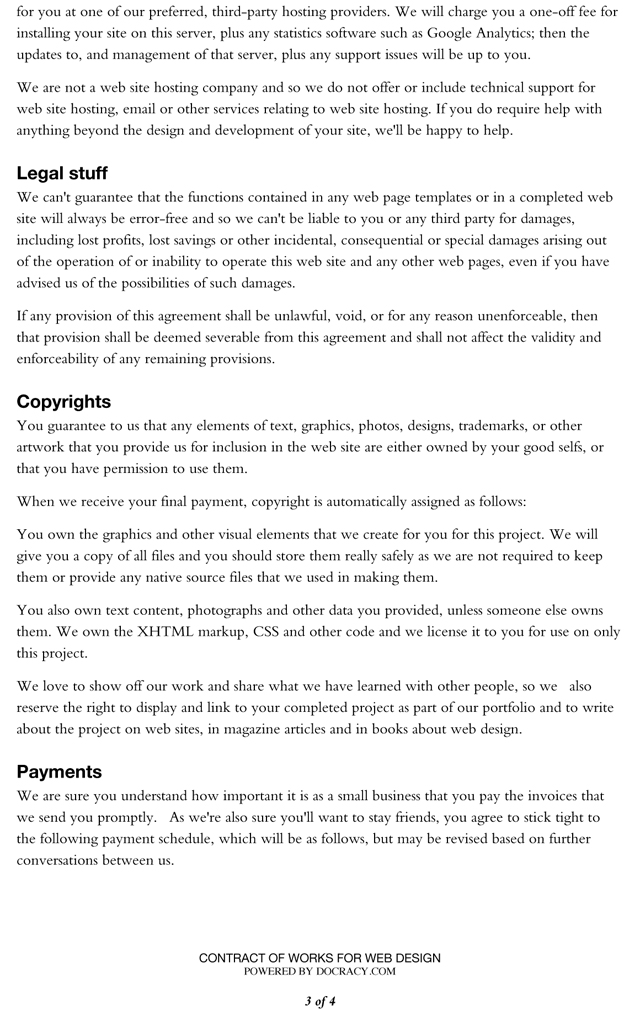 for you at one of our preferred, third-party hosting providers. We will charge you a one-off fee for
installing your site on this server, plus any statistics software such as Google Analytics; then the
updates to, and management of that server, plus any support issues will be up to you.
We are not a web site hosting company and so we do not offer or include technical support for
web site hosting, email or other services relating to web site hosting. If you do require help with
anything beyond the design and development of your site, we'll be happy to help.
Legal stuff
We can't guarantee that the functions contained in any web page templates or in a completed web
site will always be error-free and so we can't be liable to you or any third party for damages,
including lost profits, lost savings or other incidental, consequential or special damages arising out
of the operation of or inability to operate this web site and any other web pages, even if you have
advised us of the possibilities of such damages.
If any provision of this agreement shall be unlawful, void, or for any reason unenforceable, then
that provision shall be deemed severable from this agreement and shall not affect the validity and
enforceability of any remaining provisions.
Copyrights
You guarantee to us that any elements of text, graphics, photos, designs, trademarks, or other
artwork that you provide us for inclusion in the web site are either owned by your good selfs, or
that you have permission to use them.
When we receive your final payment, copyright is automatically assigned as follows:
You own the graphics and other visual elements that we create for you for this project. We will
give you a copy of all files and you should store them really safely as we are not required to keep
them or provide any native source files that we used in making them.
You also own text content, photographs and other data you provided, unless someone else owns
them. We own the XHTML markup, CSS and other code and we license it to you for use on only
this project.
We love to show off our work and share what we have learned with other people, so we also
reserve the right to display and link to your completed project as part of our portfolio and to write
about the project on web sites, in magazine articles and in books about web design.
Payments
We are sure you understand how important it is as a small business that you pay the invoices that
we send you promptly. As we're also sure you'll want to stay friends, you agree to stick tight to
the following payment schedule, which will be as follows, but may be revised based on further
conversations between us.
CONTRACT OF WORKS FOR WEB DESIGN
POWERED BY DOCRACY.COM
3 of 4